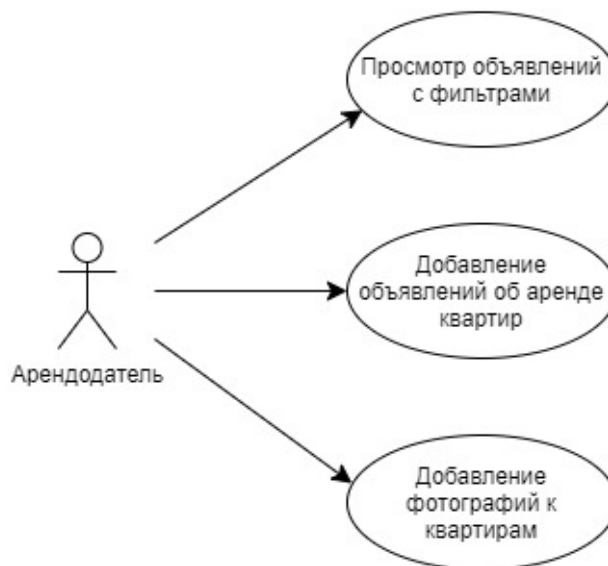 Просмотр объявлений
с фильтрами
Добавление
объявлений об аренде
квартир
Арендодатель
Добавление
фотографий к
квартирам